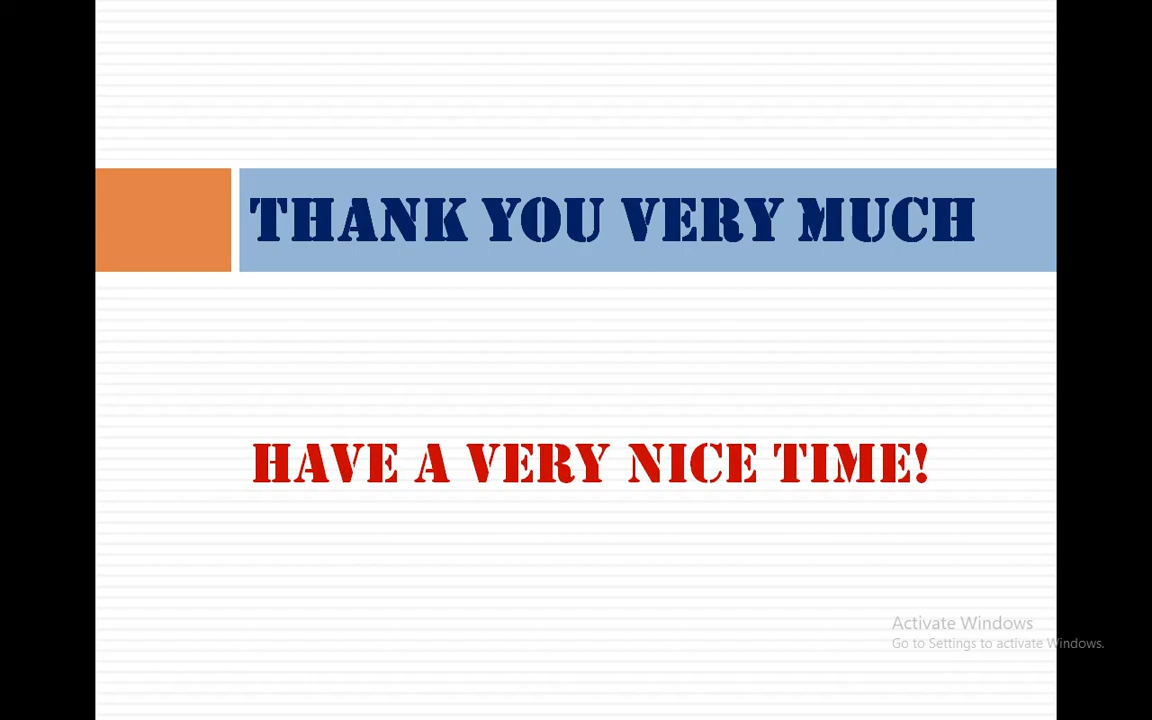 THANK YOU VERY MUCH
HAVE A VERY NICE TIME!
Activate Windows
Go to Settings to activate Windows.